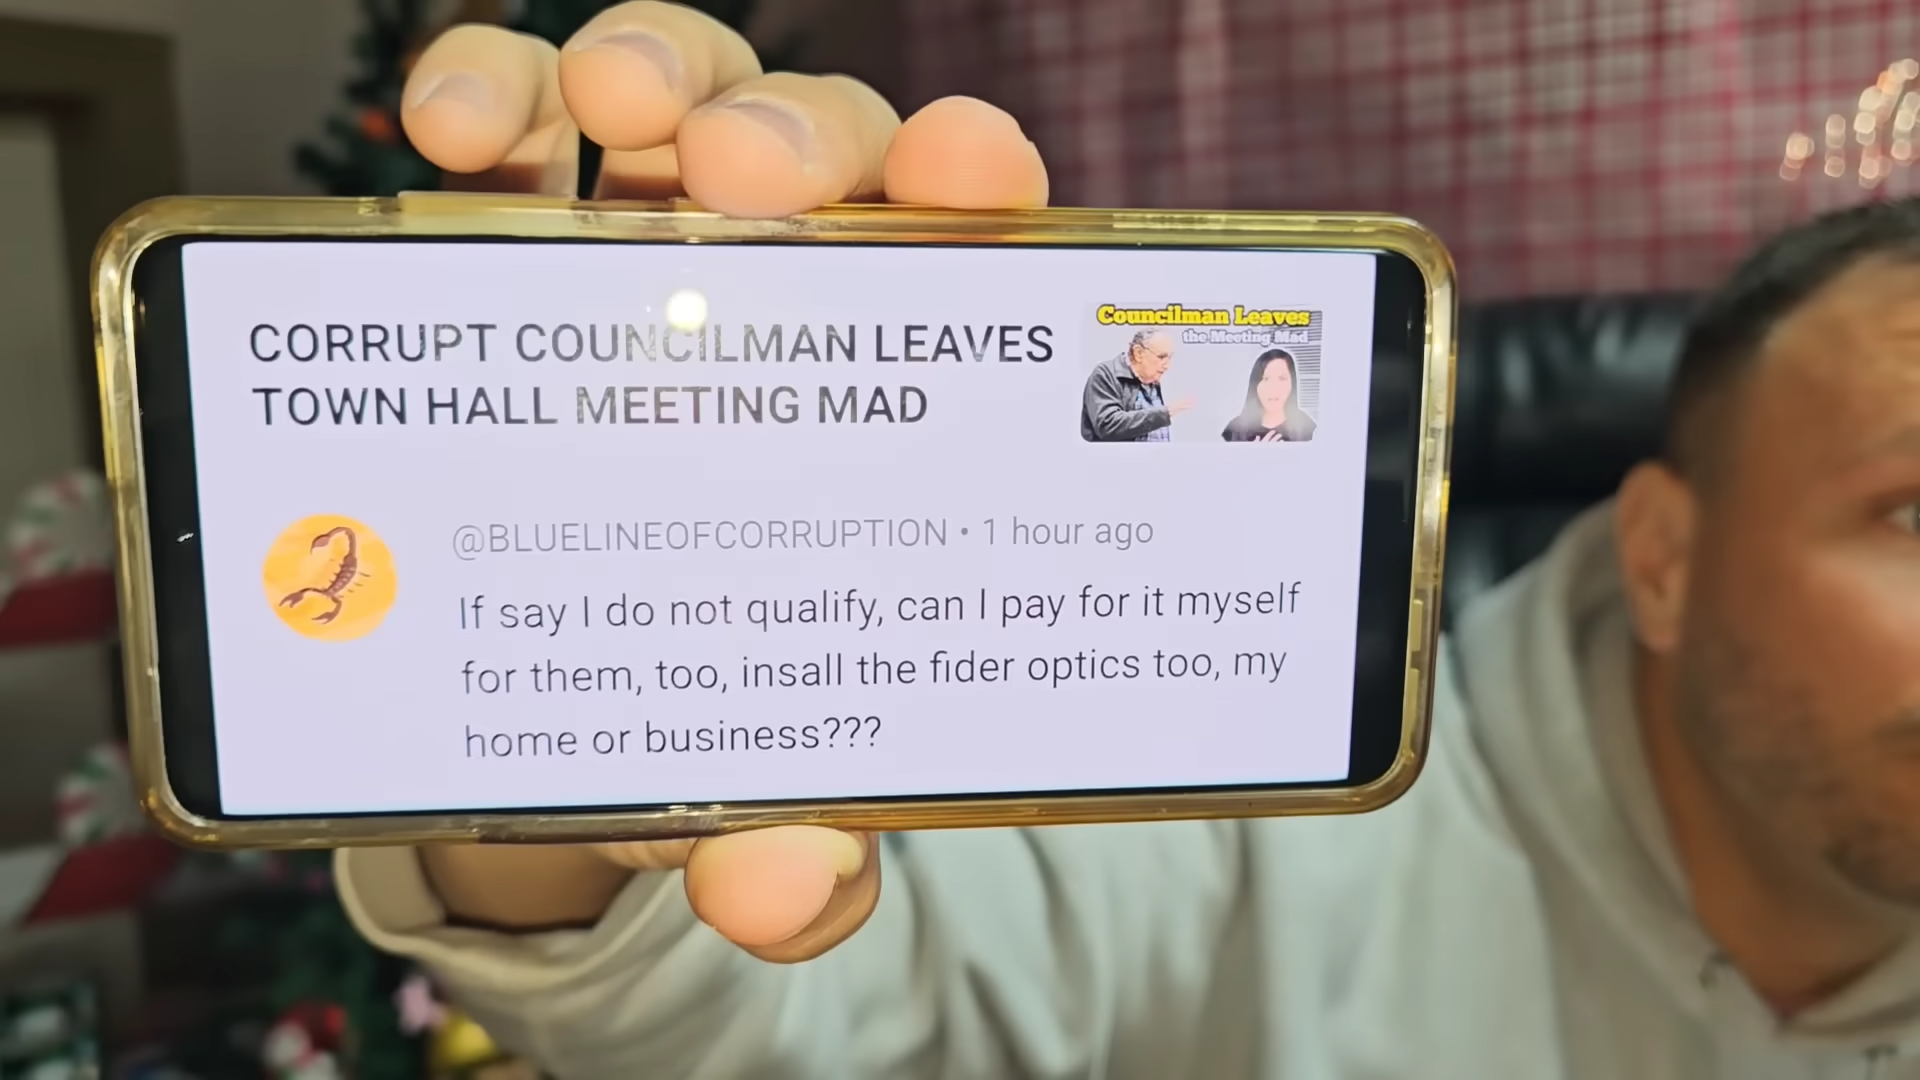 CORRUPT COUNCILMAN LEAVES
TOWN HALL MEETING MAD
Councilman Leaves
the Meeting Mad
@BLUELINEOFCORRUPTION • 1 hour ago
If say I do not qualify, can I pay for it myself
for them, too, insall the fider optics too, my
home or business???